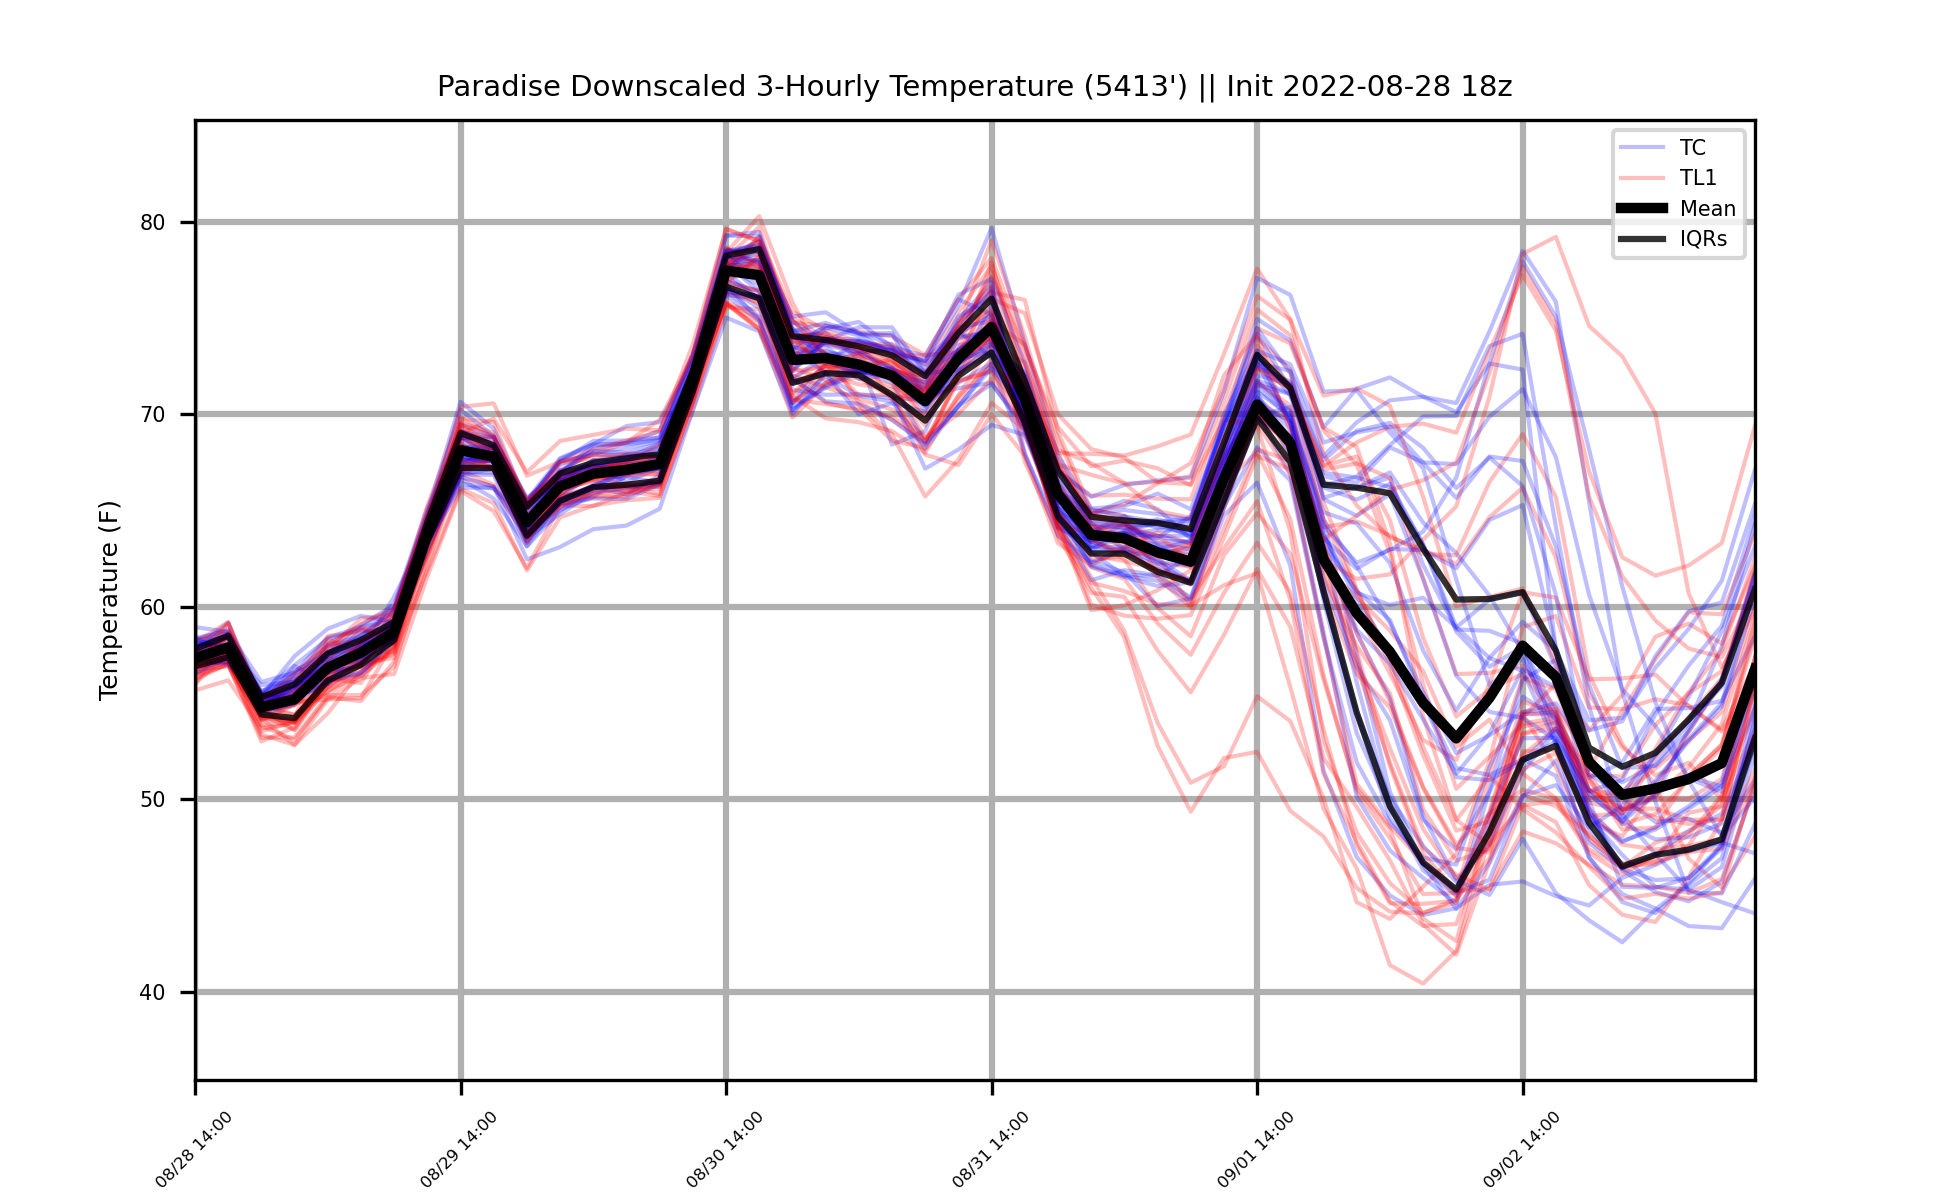 Paradise Downscaled 3-Hourly Temperature (5413') || Init 2022-08-28 18z
TC
TL1
Mean
IQRs
Temperature (F)
80
70
60
50
40
08/28 14:00
08/29 14:00
08/30 14:00
08/31 14:00
09/01 14:00
09/02 14:00